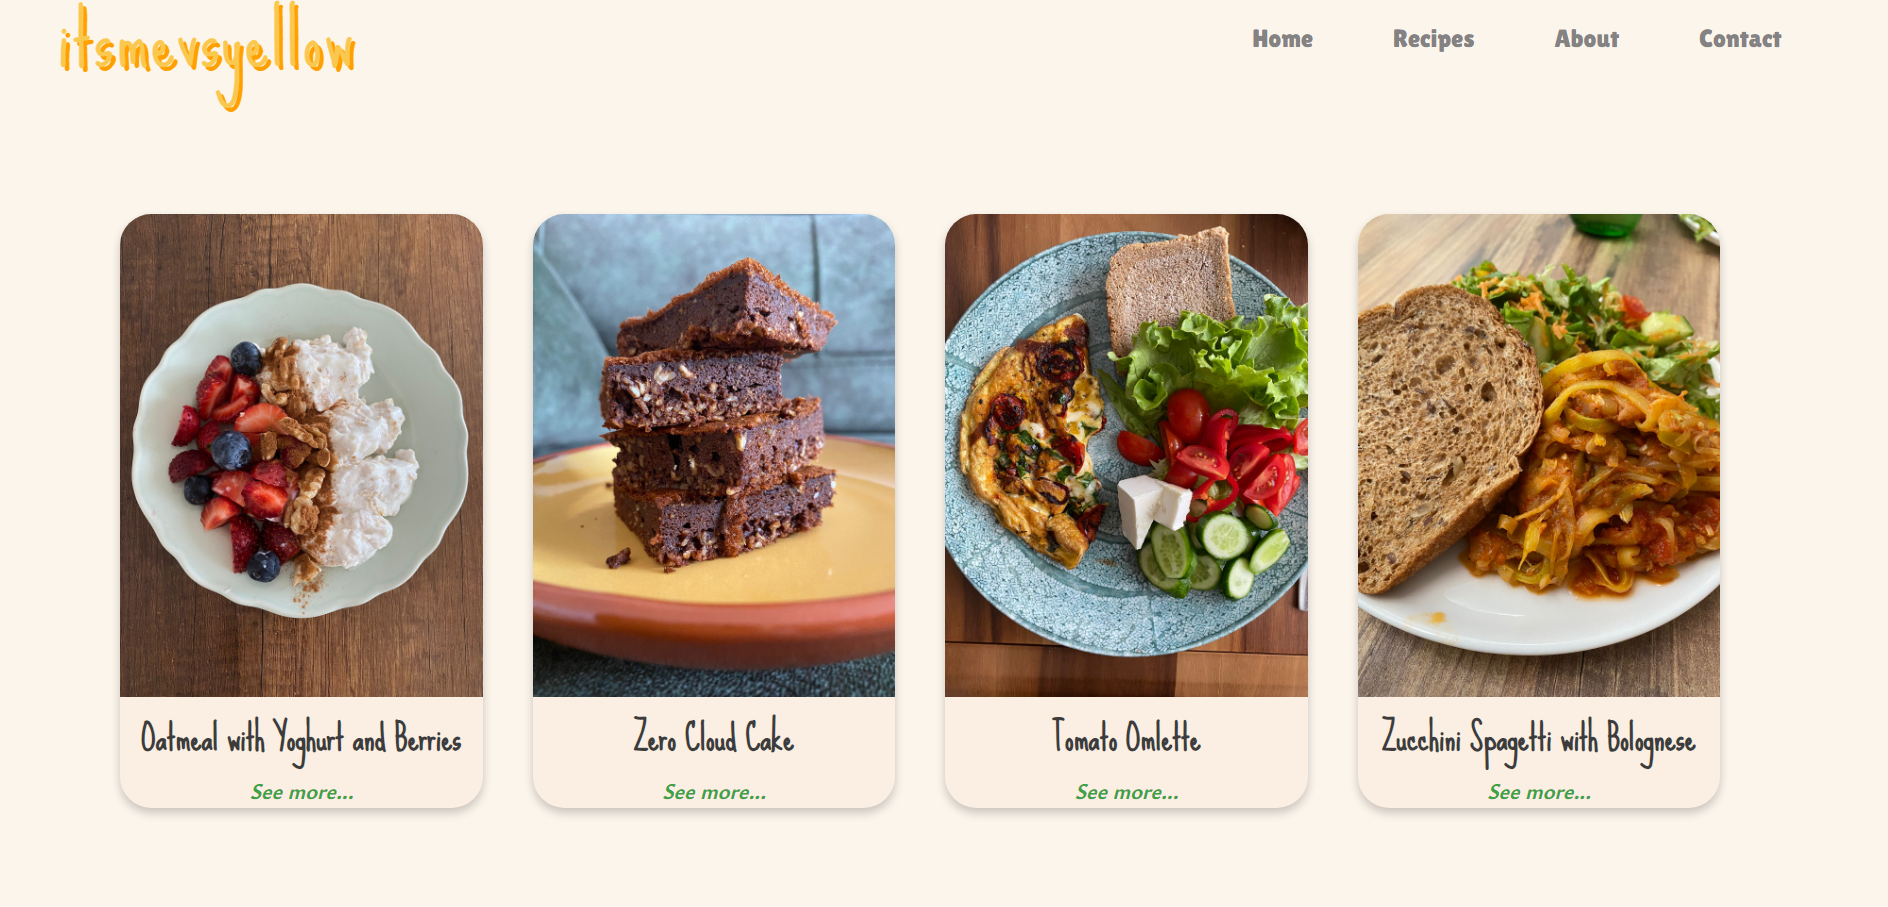 itsmevsyellow
Home Recipes About Contact
Oatmeal with Yoghurt and Berries
See more...
Zero Cloud Cake
See more...
Tomato Omlette
See more...
Zucchini Spagetti with Bolognese
See more...